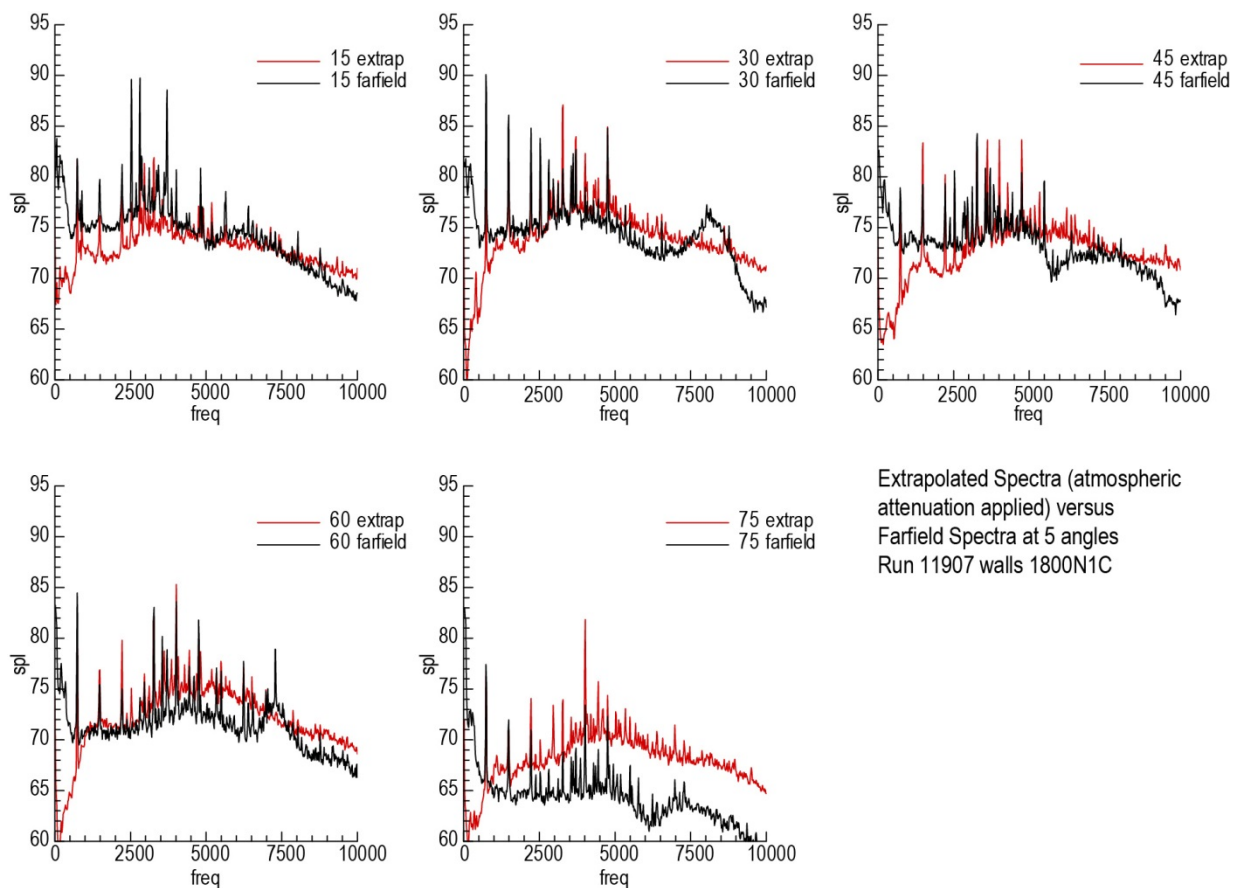 95
90
85
80
75
70
65
60
spl
0 2500 5000 7500 10000
freq
15 extrap
15 farfield
95
90
85
80
75
70
65
60
spl
0 2500 5000 7500 10000
freq
30 extrap
30 farfield
95
90
85
80
75
70
65
60
spl
0 2500 5000 7500 10000
freq
45 extrap
45 farfield
95
90
85
80
75
70
65
60
spl
0 2500 5000 7500 10000
freq
60 extrap
60 farfield
95
90
85
80
75
70
65
60
spl
0 2500 5000 7500 10000
freq
75 extrap
75 farfield
Extrapolated Spectra (atmospheric
attenuation applied) versus
Farfield Spectra at 5 angles
Run 11907 walls 1800N1C